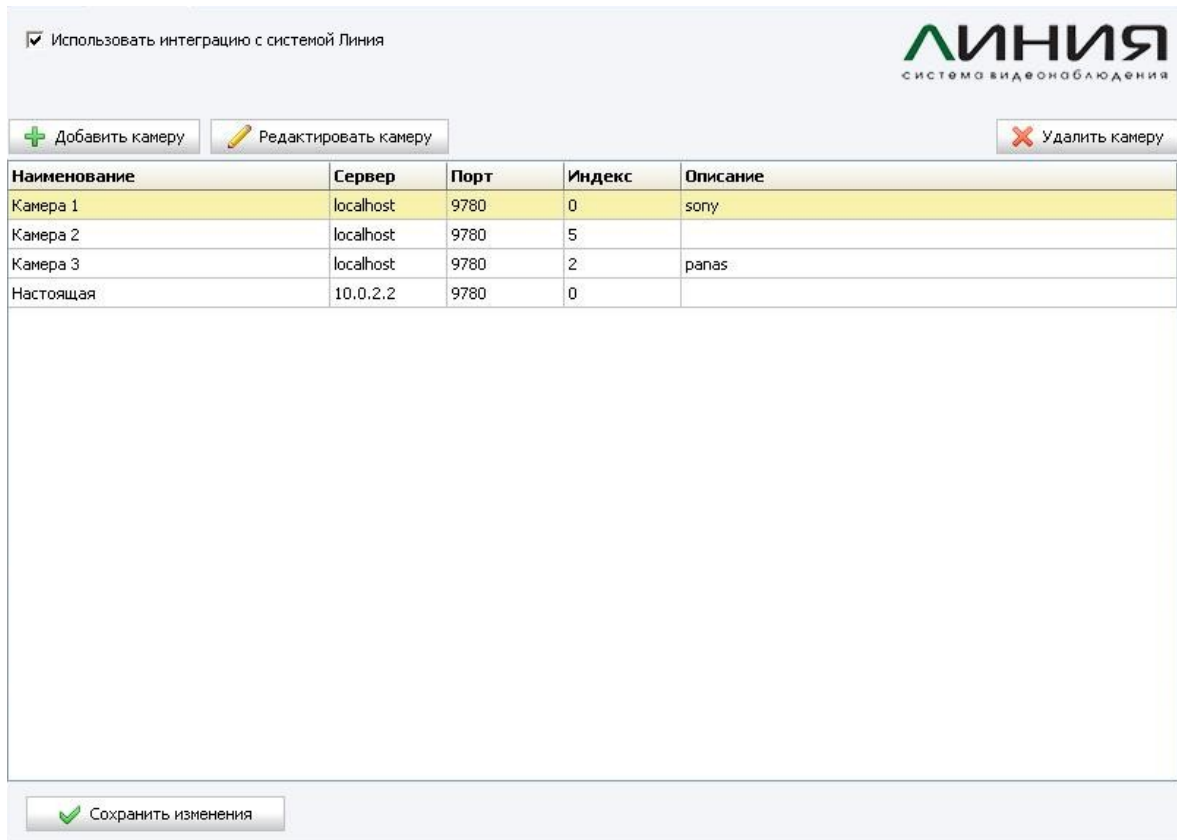 Использовать интеграцию с системой Линия
ЛИНИЯ
система видеонаблюдения
Добавить камеру Редактировать камеру Удалить камеру
Наименование Сервер Порт Индекс Описание
Камера 1 localhost 9780 0 sony
Камера 2 localhost 9780 5
Камера 3 localhost 9780 2 panas
Настоящая 10.0.2.2 9780 0
Сохранить изменения